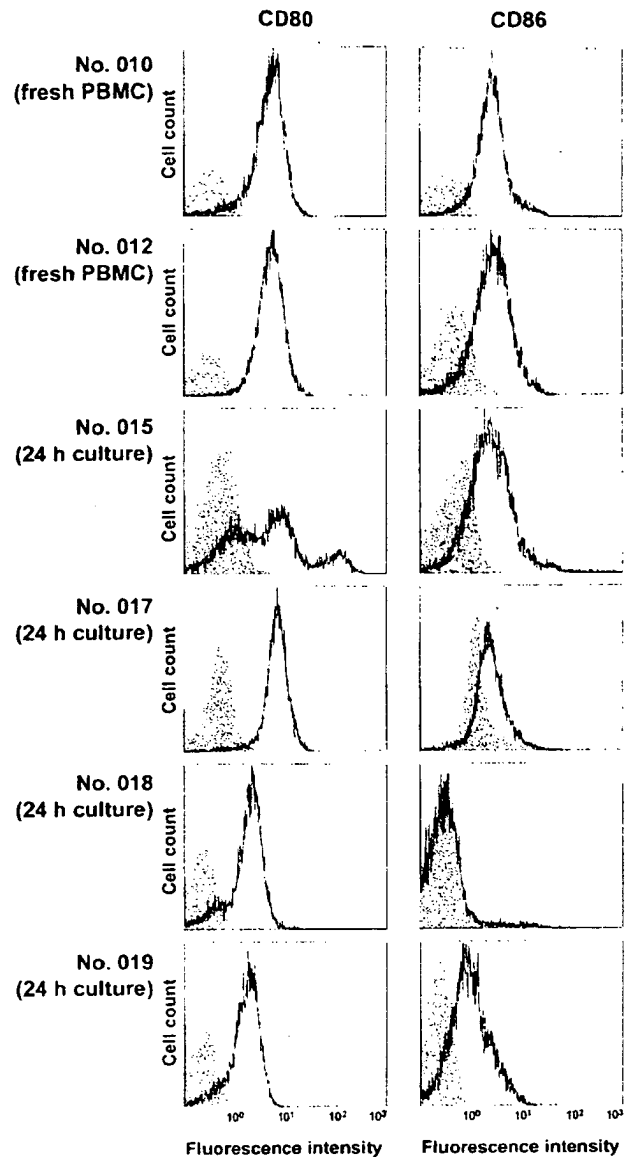 CD80 CD86
No. 010
(fresh PBMC)
Cell count
No. 012
(fresh PBMC)
Cell count
No. 015
(24 h culture)
Cell count
No. 017
(24 h culture)
Cell count
No. 018
(24 h culture)
Cell count
No. 019
(24 h culture)
Cell count
10⁰ 10¹ 10² 10³ 10⁰ 10¹ 10² 10³
Fluorescence intensity Fluorescence intensity